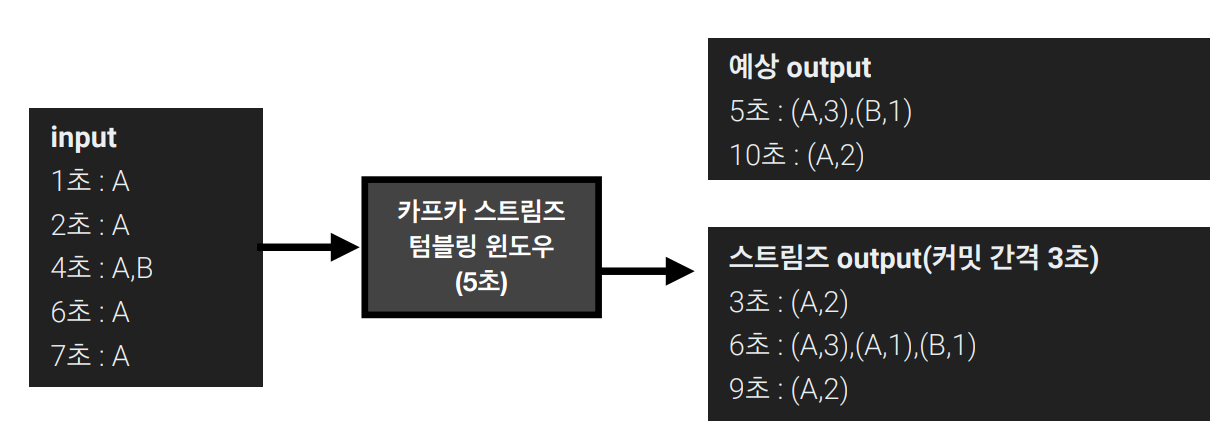 input
1초 : A
2초 : A
4초 : A,B
6초 : A
7초 : A
카프카 스트림즈
텀블링 윈도우
(5초)
예상 output
5초 : (A,3),(B,1)
10초 : (A,2)
스트림즈 output(커밋 간격 3초)
3초 : (A,2)
6초 : (A,3),(A,1),(B,1)
9초 : (A,2)